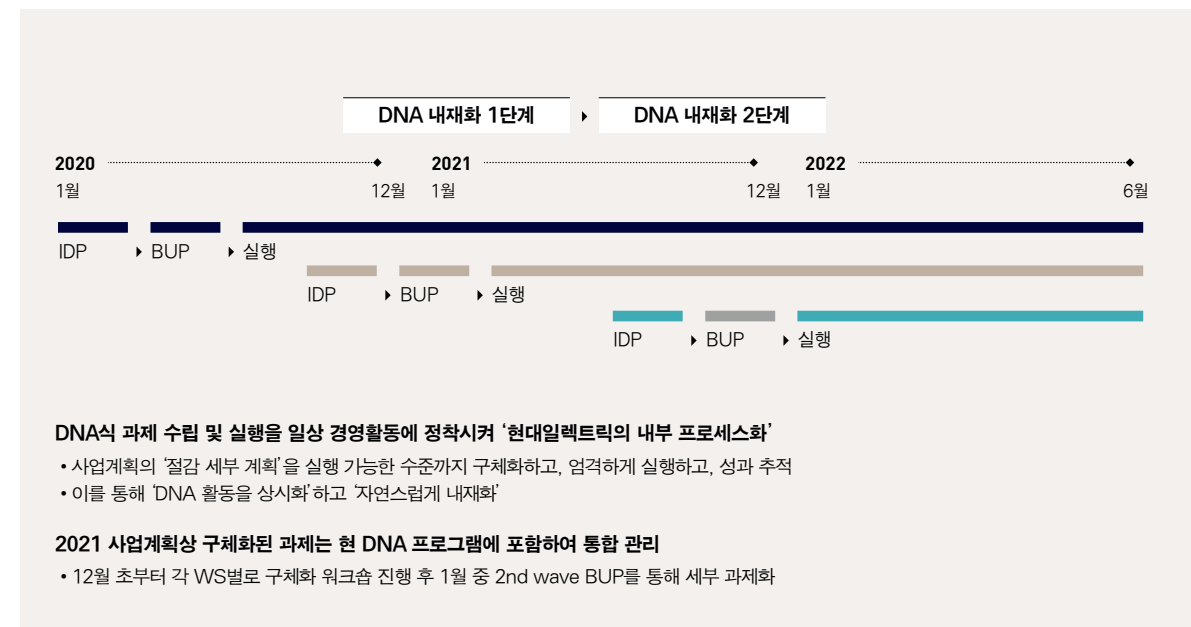 DNA 내재화 1단계 ▸ DNA 내재화 2단계
2020 2021 2022
1월 12월 1월 12월 1월 6월
IDP ▸ BUP ▸ 실행
IDP ▸ BUP ▸ 실행
IDP ▸ BUP ▸ 실행
DNA식 과제 수립 및 실행을 일상 경영활동에 정착시켜 ‘현대일렉트릭의 내부 프로세스화’
• 사업계획의 ‘절감 세부 계획’을 실행 가능한 수준까지 구체화하고, 엄격하게 실행하고, 성과 추적
• 이를 통해 ‘DNA 활동을 상시화’하고 ‘자연스럽게 내재화’
2021 사업계획상 구체화된 과제는 현 DNA 프로그램에 포함하여 통합 관리
• 12월 초부터 각 WS별로 구체화 워크숍 진행 후 1월 중 2nd wave BUP를 통해 세부 과제화